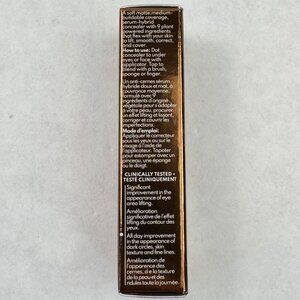 A soft matte, medium-
buildable coverage,
serum-hybrid
concealer with 9 plant
powered ingredients
that flex with your skin
to lift, smooth, correct,
and cover.
How to use: Dot
concealer to under
eyes or face with
applicator. Tap to
blend with a brush,
sponge or finger.
Un anti-cernes sérum
hybride doux et mat, à
couvrance moyenne,
formulé avec 9
ingrédients d'origine
végétale pour s'adapter
à votre peau, procurer
un effet lifting et lissant,
corriger et couvrir les
imperfections.
Mode d'emploi:
Appliquer le correcteur
sous les yeux ou sur le
visage à l'aide de
l'applicateur. Tapoter
pour estomper avec un
pinceau, une éponge
ou le doigt.
CLINICALLY TESTED •
TESTÉ CLINIQUEMENT
Significant
improvement in the
appearance of eye
area lifting.
Amélioration
significative de l'effet
lifting du contour des
yeux.
All day improvement
in the appearance of
dark circles, skin
texture and fine lines.
Amélioration de
l'apparence des
cernes, de la texture
de la peau et des
ridules toute la journée.